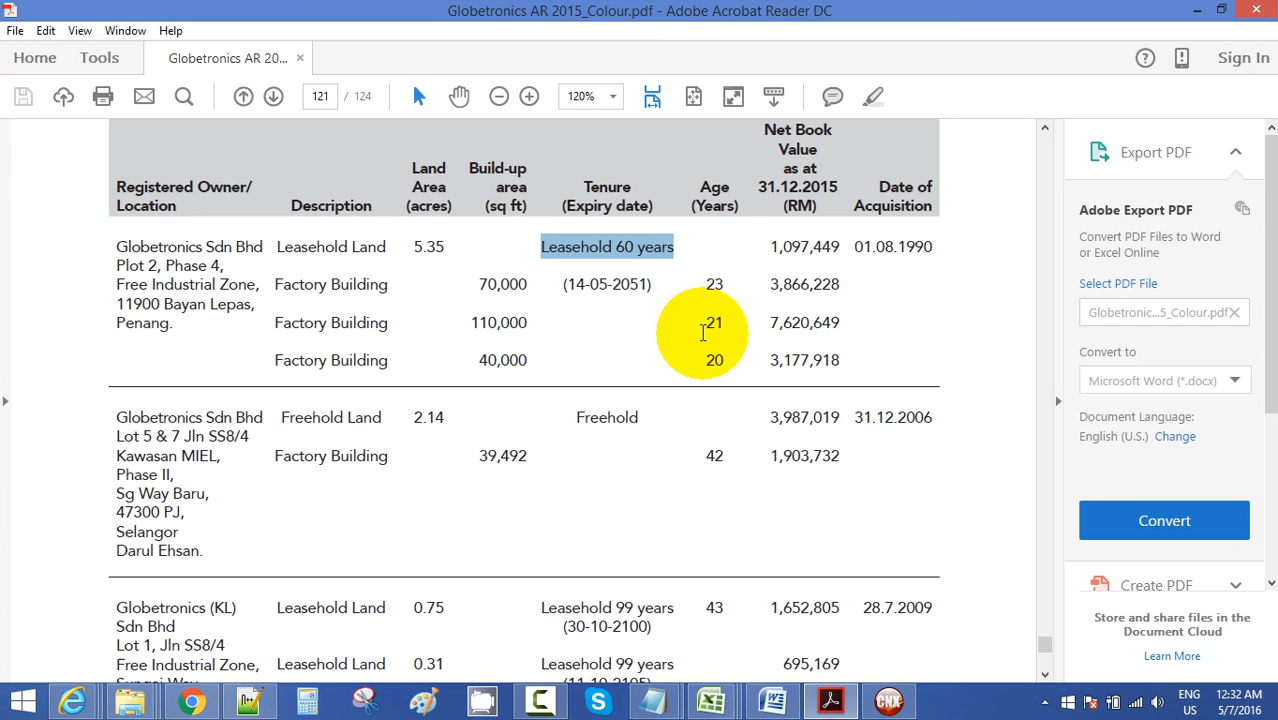 Globetronics AR 2015_Colour.pdf - Adobe Acrobat Reader DC
File Edit View Window Help
Home Tools Globetronics AR 20... × Sign In
121 / 124 120%
Net Book
Value
Land Build-up as at
Registered Owner/ Area area Tenure Age 31.12.2015 Date of
Location Description (acres) (sq ft) (Expiry date) (Years) (RM) Acquisition
Globetronics Sdn Bhd Leasehold Land 5.35 Leasehold 60 years 1,097,449 01.08.1990
Plot 2, Phase 4,
Free Industrial Zone, Factory Building 70,000 (14-05-2051) 23 3,866,228
11900 Bayan Lepas,
Penang. Factory Building 110,000 21 7,620,649
Factory Building 40,000 20 3,177,918
Globetronics Sdn Bhd Freehold Land 2.14 Freehold 3,987,019 31.12.2006
Lot 5 & 7 Jln SS8/4
Kawasan MIEL, Factory Building 39,492 42 1,903,732
Phase II,
Sg Way Baru,
47300 PJ,
Selangor
Darul Ehsan.
Globetronics (KL) Leasehold Land 0.75 Leasehold 99 years 43 1,652,805 28.7.2009
Sdn Bhd (30-10-2100)
Lot 1, Jln SS8/4
Free Industrial Zone, Leasehold Land 0.31 Leasehold 99 years 695,169
Export PDF
Adobe Export PDF
Convert PDF Files to Word
or Excel Online
Select PDF File
Globetronic...5_Colour.pdf
Convert to
Microsoft Word (*.docx)
Document Language:
English (U.S.) Change
Convert
Create PDF
Store and share files in the
Document Cloud
Learn More
ENG 12:32 AM
US 5/7/2016